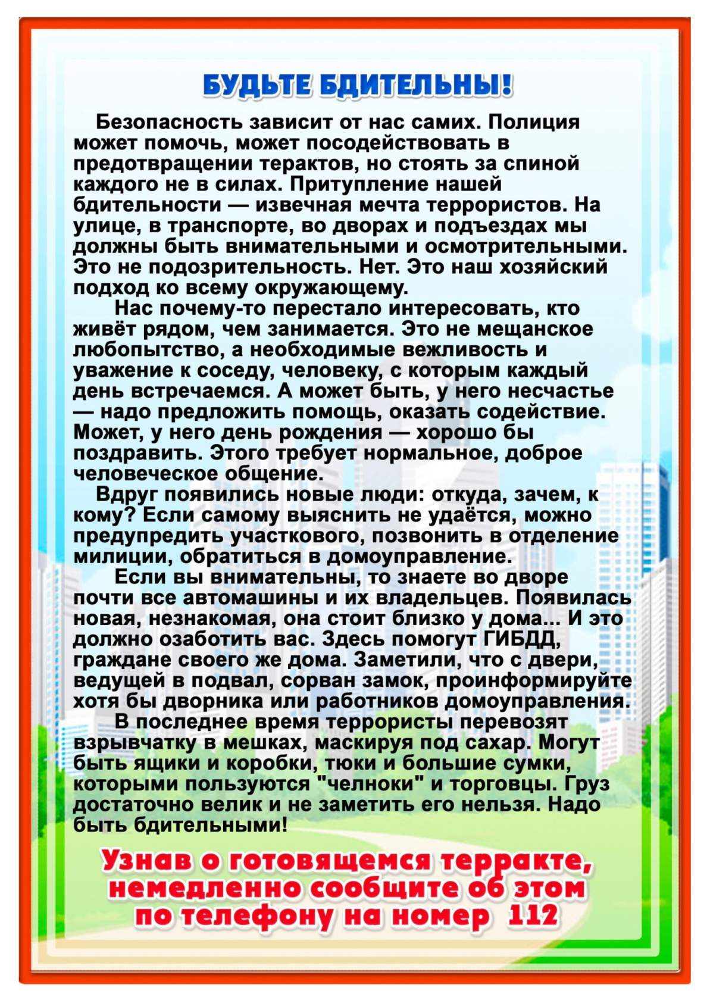 БУДЬТЕ БДИТЕЛЬНЫ!
Безопасность зависит от нас самих. Полиция
может помочь, может посодействовать в
предотвращении терактов, но стоять за спиной
каждого не в силах. Притупление нашей
бдительности — извечная мечта террористов. На
улице, в транспорте, во дворах и подъездах мы
должны быть внимательными и осмотрительными.
Это не подозрительность. Нет. Это наш хозяйский
подход ко всему окружающему.
Нас почему-то перестало интересовать, кто
живёт рядом, чем занимается. Это не мещанское
любопытство, а необходимые вежливость и
уважение к соседу, человеку, с которым каждый
день встречаемся. А может быть, у него несчастье
— надо предложить помощь, оказать содействие.
Может, у него день рождения — хорошо бы
поздравить. Этого требует нормальное, доброе
человеческое общение.
Вдруг появились новые люди: откуда, зачем, к
кому? Если самому выяснить не удаётся, можно
предупредить участкового, позвонить в отделение
милиции, обратиться в домоуправление.
Если вы внимательны, то знаете во дворе
почти все автомашины и их владельцев. Появилась
новая, незнакомая, она стоит близко у дома... И это
должно озаботить вас. Здесь помогут ГИБДД,
граждане своего же дома. Заметили, что с двери,
ведущей в подвал, сорван замок, проинформируйте
хотя бы дворника или работников домоуправления.
В последнее время террористы перевозят
взрывчатку в мешках, маскируя под сахар. Могут
быть ящики и коробки, тюки и большие сумки,
которыми пользуются "челноки" и торговцы. Груз
достаточно велик и не заметить его нельзя. Надо
быть бдительными!
Узнав о готовящемся терракте,
немедленно сообщите об этом
по телефону на номер 112